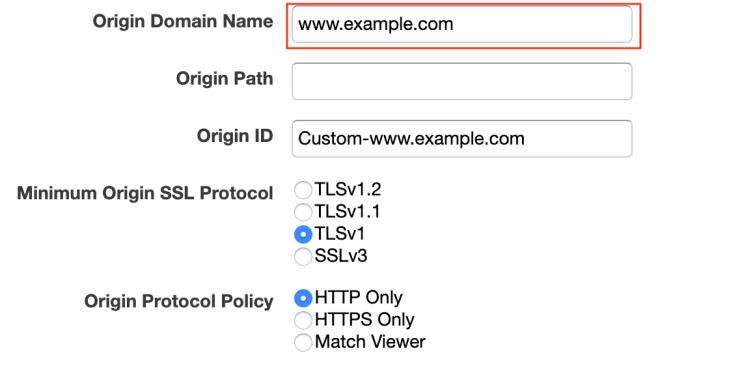 Origin Domain Name www.example.com
Origin Path
Origin ID Custom-www.example.com
Minimum Origin SSL Protocol TLSv1.2
TLSv1.1
TLSv1
SSLv3
Origin Protocol Policy HTTP Only
HTTPS Only
Match Viewer